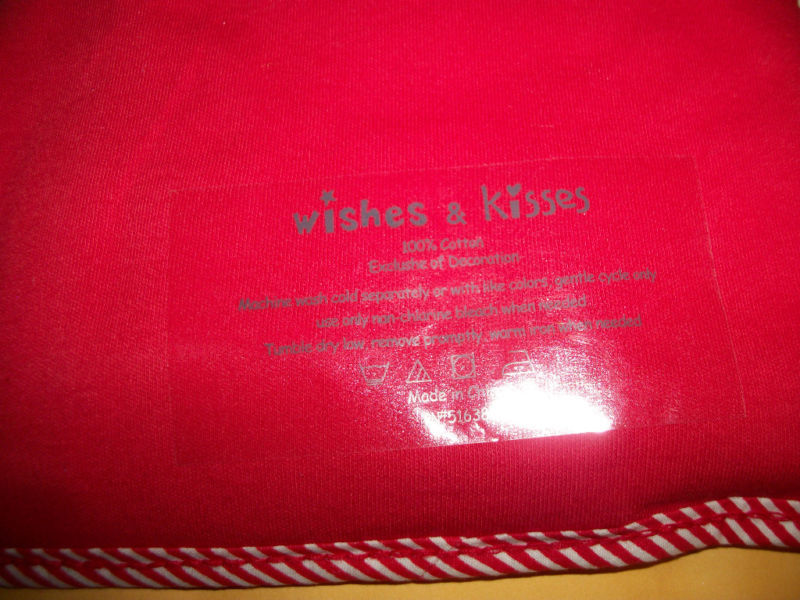 wishes & kisses
100% Cotton
Exclusive of Decoration
Machine wash cold separately or with like colors, gentle cycle only
use only non-chlorine bleach when needed
Tumble dry low, remove promptly, warm iron when needed
Made in